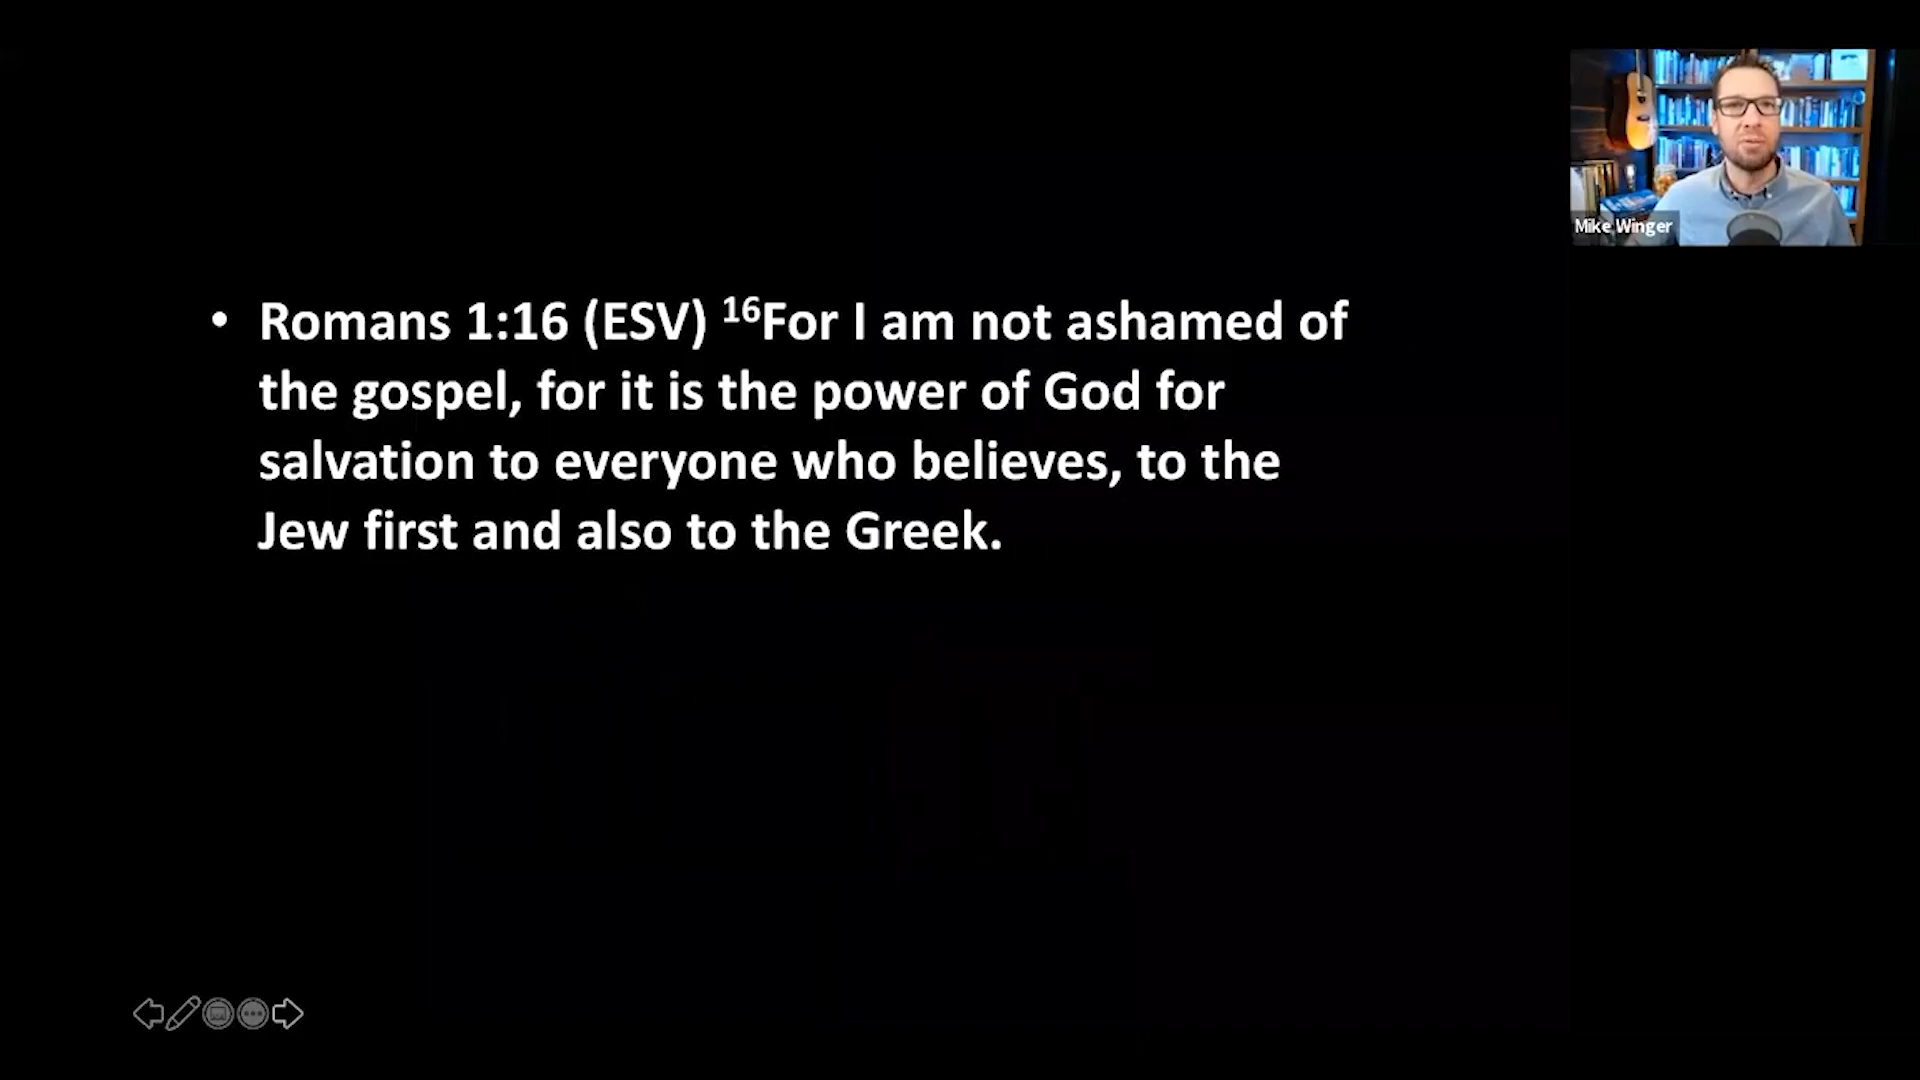 Mike Winger
• Romans 1:16 (ESV) ¹⁶For I am not ashamed of
the gospel, for it is the power of God for
salvation to everyone who believes, to the
Jew first and also to the Greek.